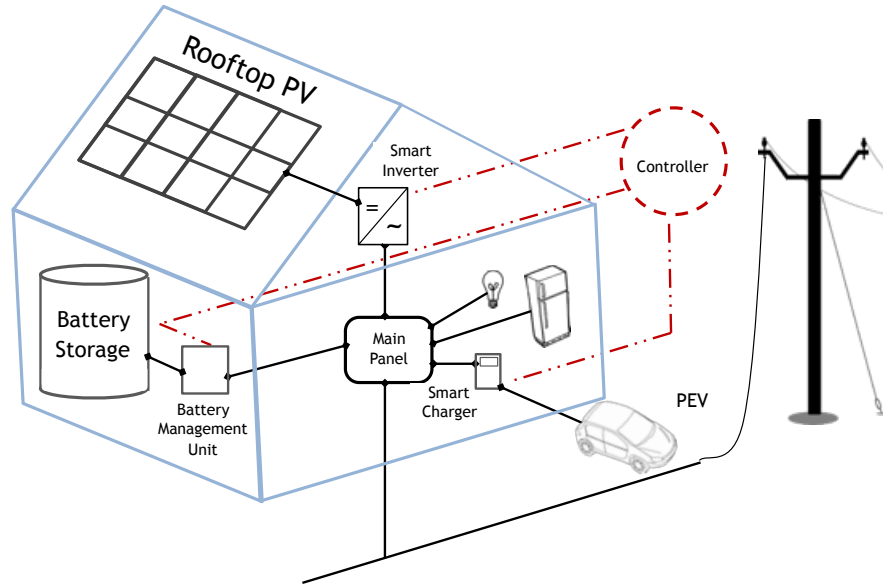 Rooftop PV
Smart
Inverter
=
~
Controller
Battery
Storage
Main
Panel
Battery
Management
Unit
Smart
Charger
PEV